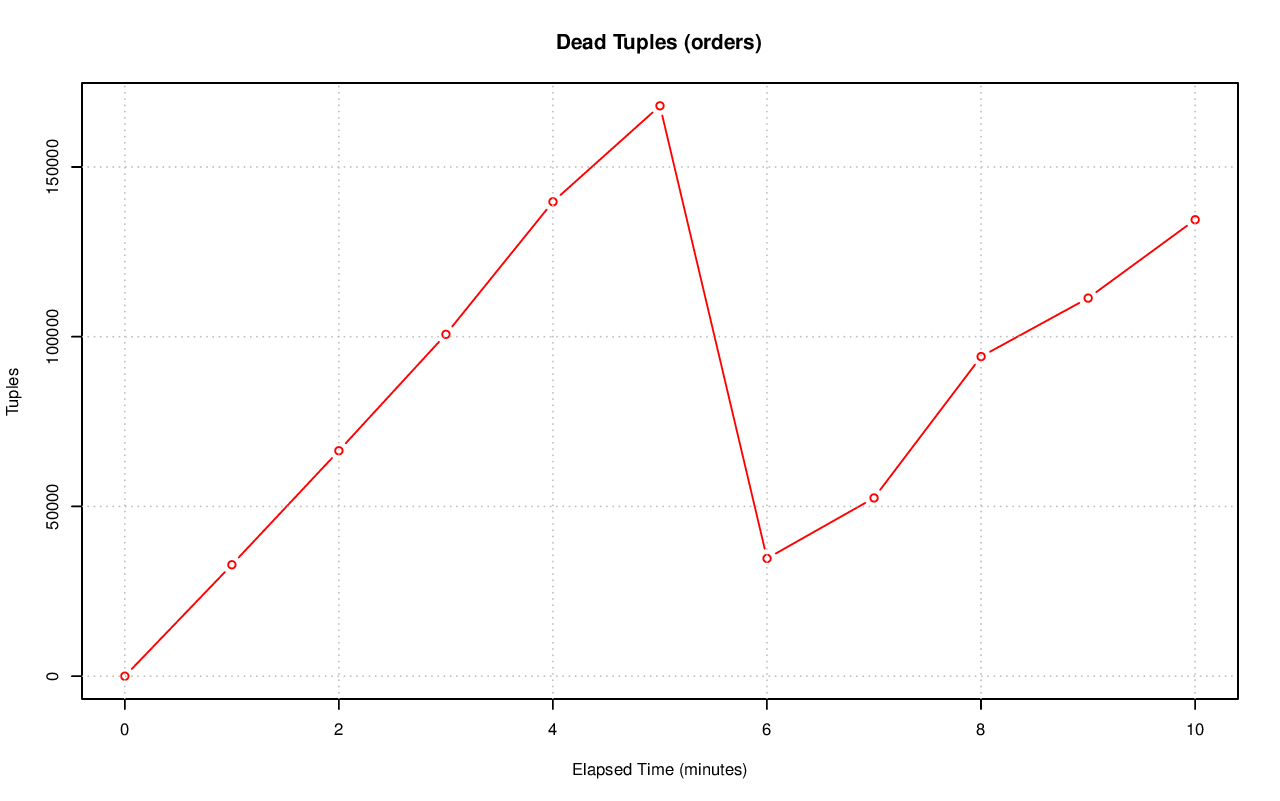 Dead Tuples (orders)
150000
100000
50000
0
Tuples
0 2 4 6 8 10
Elapsed Time (minutes)